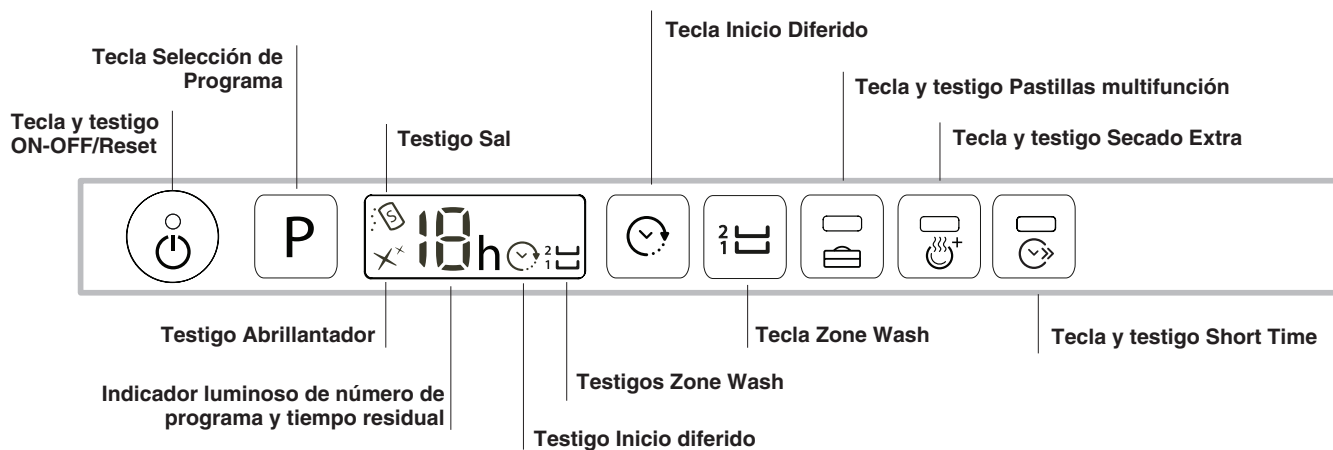 Tecla Inicio Diferido
Tecla Selección de
Programa
Tecla y testigo Pastillas multifunción
Tecla y testigo
ON-OFF/Reset
Testigo Sal
Tecla y testigo Secado Extra
P
S
18h
2
1
2
1
+
Testigo Abrillantador
Tecla Zone Wash
Tecla y testigo Short Time
Indicador luminoso de número de
programa y tiempo residual
Testigos Zone Wash
Testigo Inicio diferido